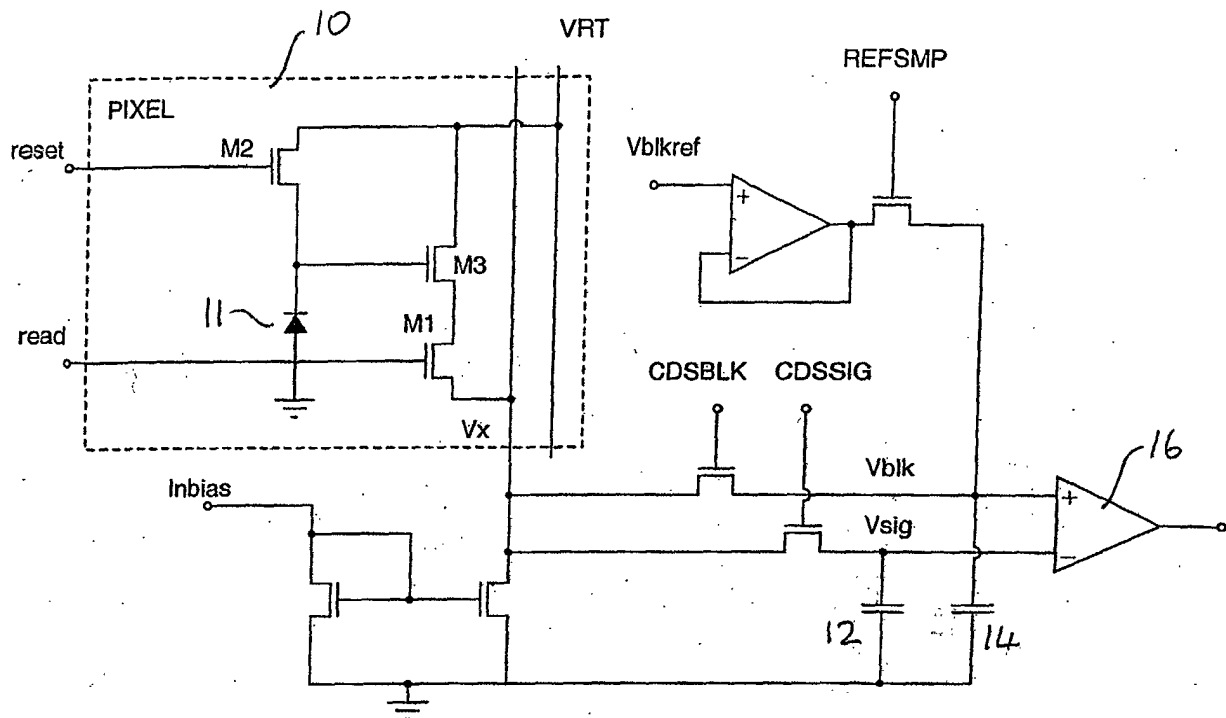 10
VRT
REFSMP
PIXEL
reset
M2
Vblkref
+
−
M3
11
M1
read
CDSBLK CDSSIG
Vx
16
Inbias
Vblk
+
Vsig
−
12
14